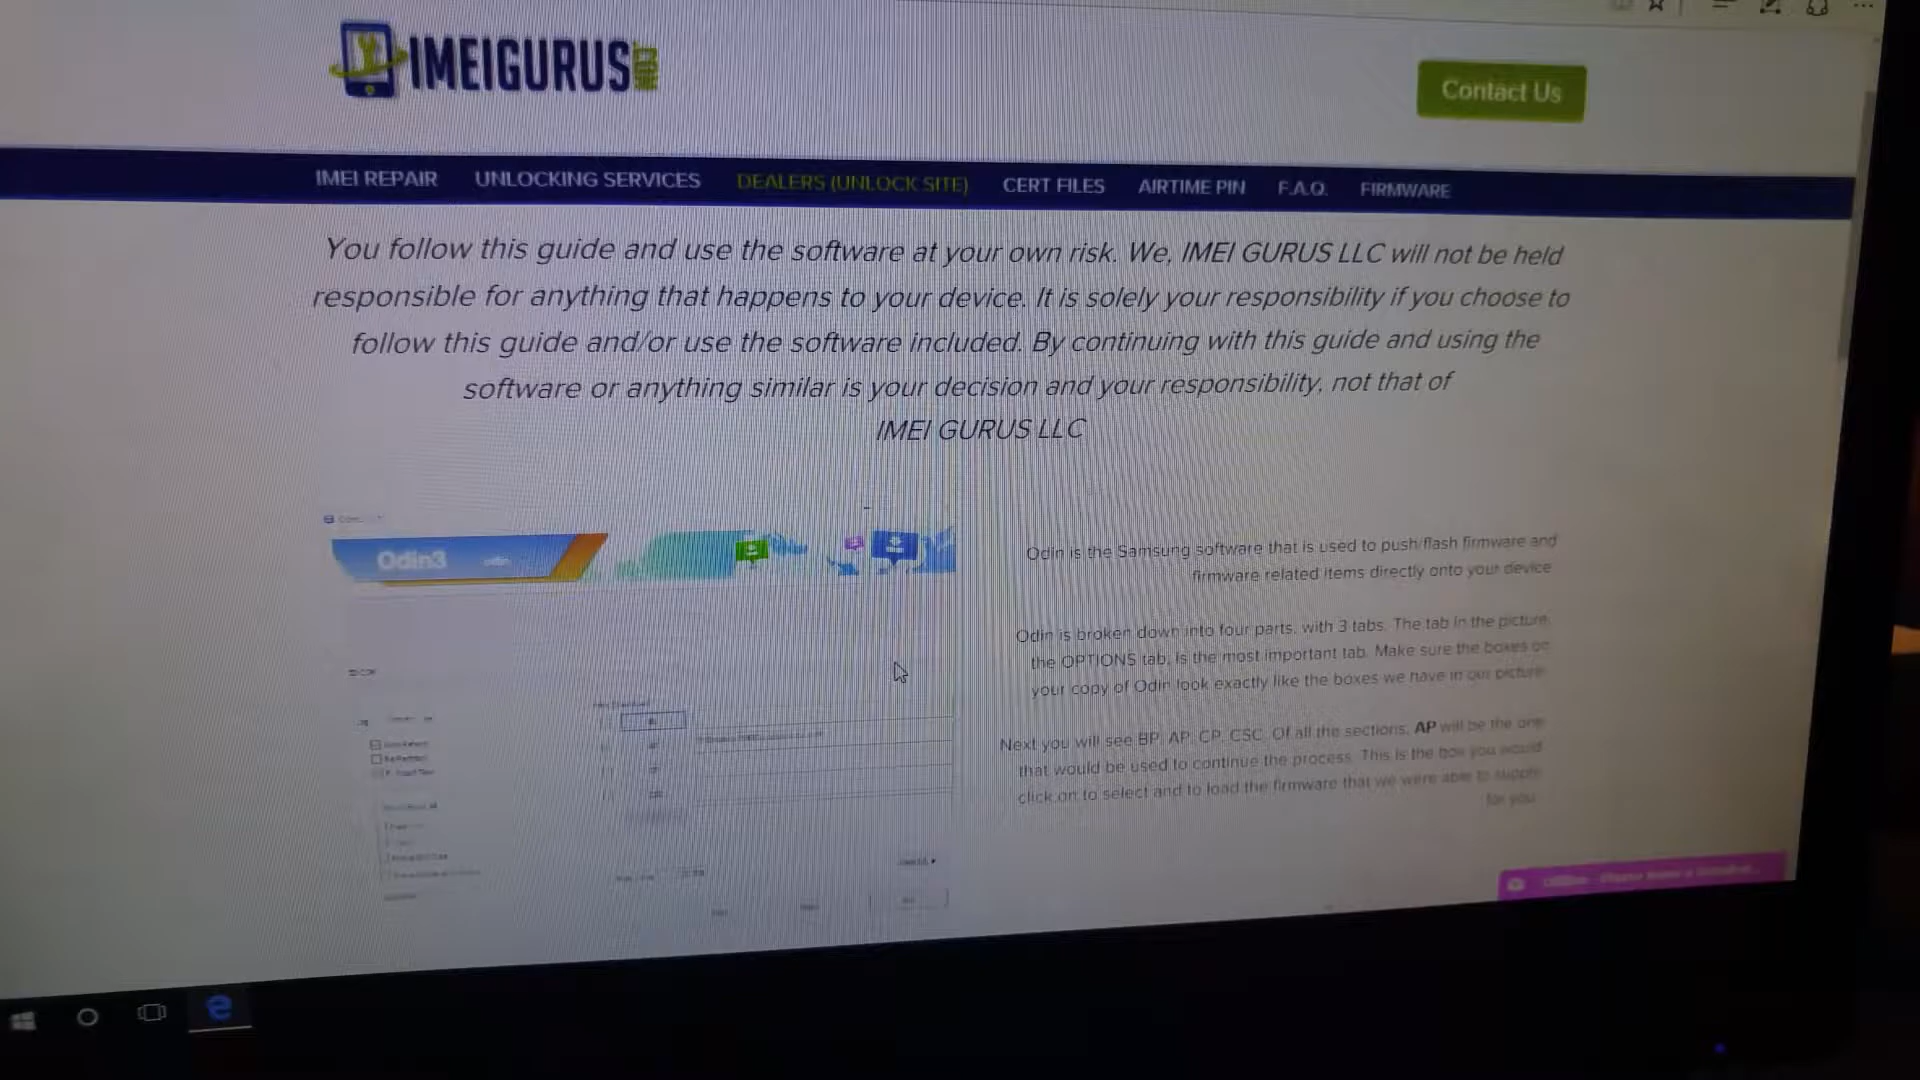 IMEIGURUS
Contact Us
IMEI REPAIR UNLOCKING SERVICES DEALERS (UNLOCK SITE) CERT FILES AIRTIME PIN F.A.Q. FIRMWARE
You follow this guide and use the software at your own risk. We, IMEI GURUS LLC will not be held
responsible for anything that happens to your device. It is solely your responsibility if you choose to
follow this guide and/or use the software included. By continuing with this guide and using the
software or anything similar is your decision and your responsibility, not that of
IMEI GURUS LLC
Odin3
odin
Odin is the Samsung software that is used to push/flash firmware and
firmware related items directly onto your device
Odin is broken down into four parts, with 3 tabs. The tab in the picture,
the OPTIONS tab, is the most important tab. Make sure the boxes on
your copy of Odin look exactly like the boxes we have in our picture
Next you will see BP, AP, CP, CSC. Of all the sections, AP will be the one
that would be used to continue the process. This is the box you would
click on to select and to load the firmware that we were able to supply
for you